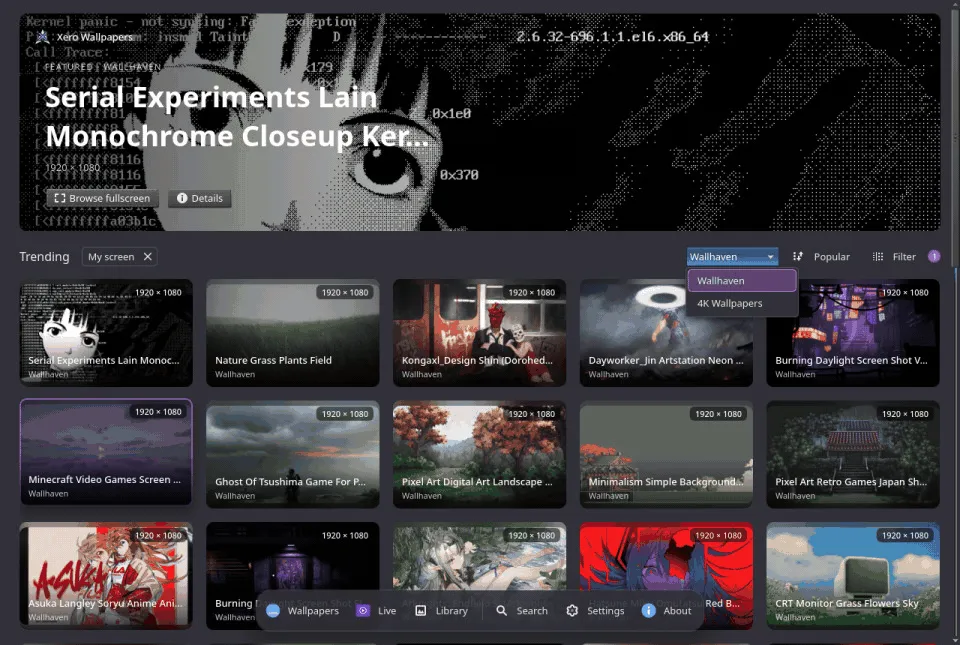 Kernel panic - not syncing: Fa exception
Xero Wallpapers
D
2.6.32-696.1.1.el6.x86_64
Call Trace:
FEATURED · WALLHAVEN
Serial Experiments Lain
Monochrome Closeup Ker...
0x1e0
1920 × 1080
0x370
Browse fullscreen
Details
Trending
My screen
Wallhaven
Popular
Filter
1
Wallhaven
4K Wallpapers
1920 × 1080
Serial Experiments Lain Monoc...
Wallhaven
1920 × 1080
Nature Grass Plants Field
Wallhaven
1920 × 1080
Kongaxl_Design Shin (Dorohed...
Wallhaven
Dayworker_Jin Artstation Neon ...
Wallhaven
1920 × 1080
Burning Daylight Screen Shot V...
Wallhaven
1920 × 1080
Minecraft Video Games Screen ...
Wallhaven
1920 × 1080
Ghost Of Tsushima Game For P...
Wallhaven
1920 × 1080
Pixel Art Digital Art Landscape ...
Wallhaven
1920 × 1080
Minimalism Simple Background...
Wallhaven
1920 × 1080
Pixel Art Retro Games Japan Sh...
Wallhaven
1920 × 1080
Asuka Langley Soryu Anime Ani...
Wallhaven
1920 × 1080
Burning
Wallhaven
1920 × 1080
1920 × 1080
Red B...
1920 × 1080
CRT Monitor Grass Flowers Sky
Wallhaven
Wallpapers
Live
Library
Search
Settings
About